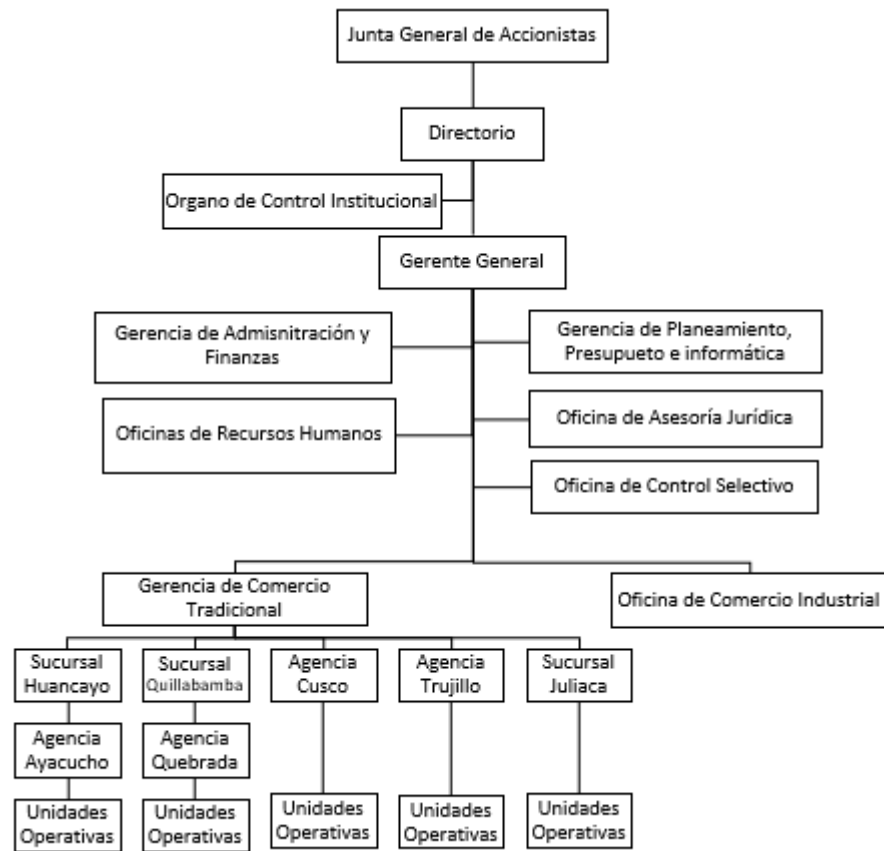 Junta General de Accionistas
Directorio
Organo de Control Institucional
Gerente General
Gerencia de Admisnitración y
Finanzas
Gerencia de Planeamiento,
Presupueto e informática
Oficinas de Recursos Humanos
Oficina de Asesoría Jurídica
Oficina de Control Selectivo
Gerencia de Comercio
Tradicional
Oficina de Comercio Industrial
Sucursal
Huancayo
Sucursal
Quillabamba
Agencia
Cusco
Agencia
Trujillo
Sucursal
Juliaca
Agencia
Ayacucho
Agencia
Quebrada
Unidades
Operativas
Unidades
Operativas
Unidades
Operativas
Unidades
Operativas
Unidades
Operativas